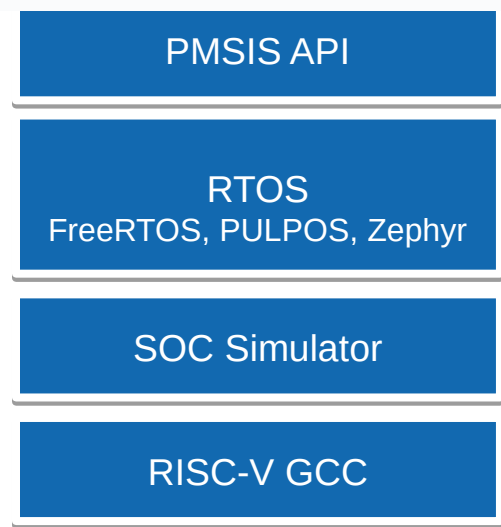 PMSIS API
RTOS
FreeRTOS, PULPOS, Zephyr
SOC Simulator
RISC-V GCC